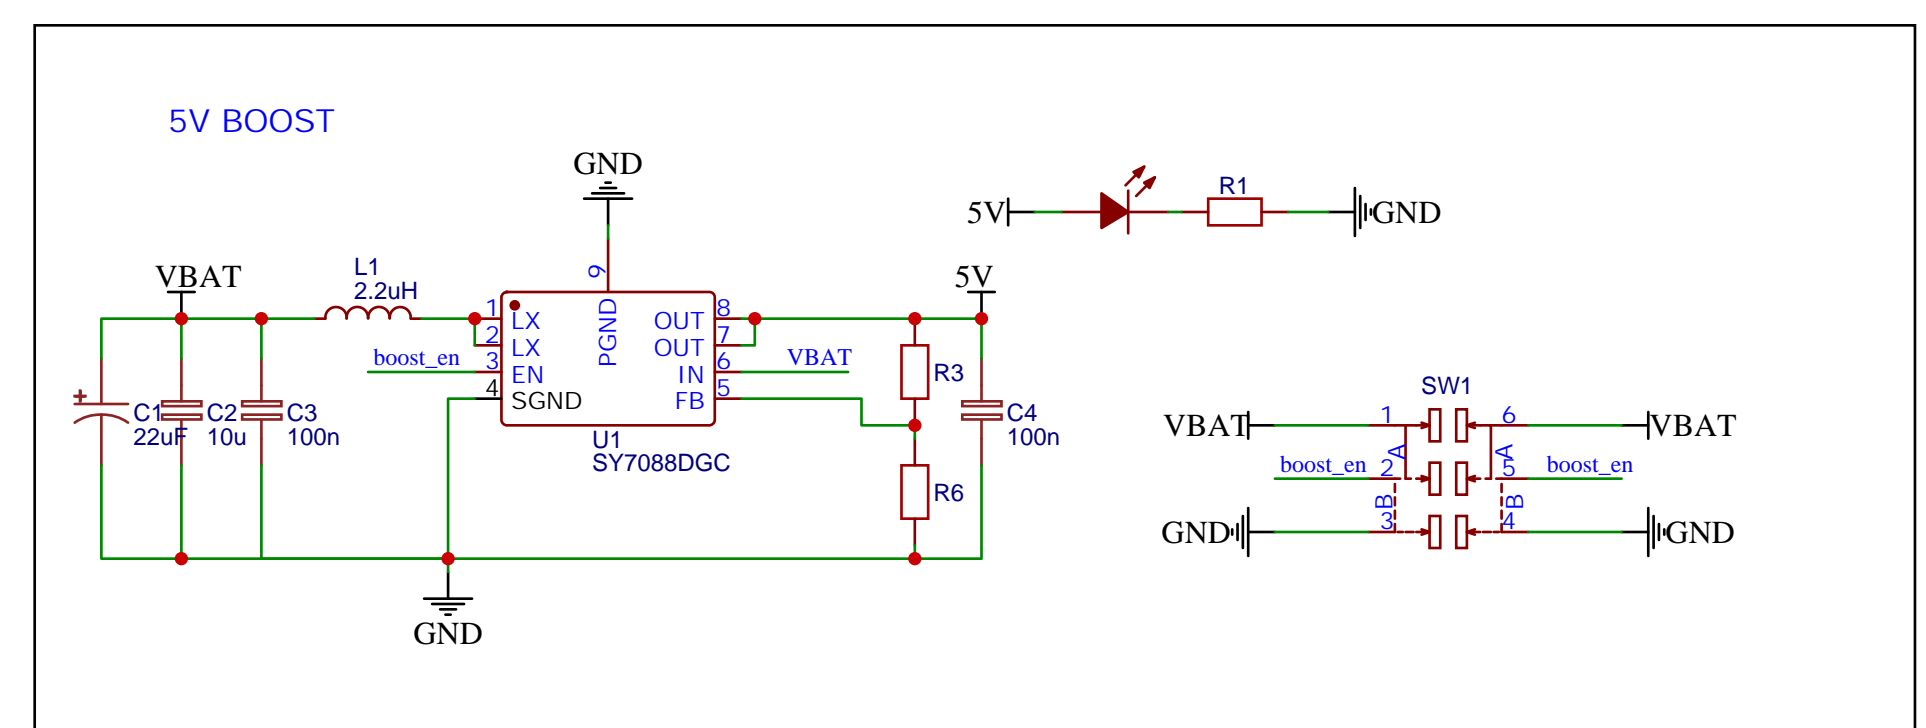 5V BOOST
GND
VBAT
L1
2.2uH
9
PGND
1
LX
2
LX
boost_en
3
EN
4
SGND
OUT
8
OUT
7
IN
6
VBAT
FB
5
U1
SY7088DGC
+
C1
22uF
C2
10u
C3
100n
5V
R3
R6
C4
100n
GND
5V
R1
GND
SW1
VBAT
1
6
VBAT
A
A
boost_en
2
5
boost_en
B
B
GND
3
4
GND